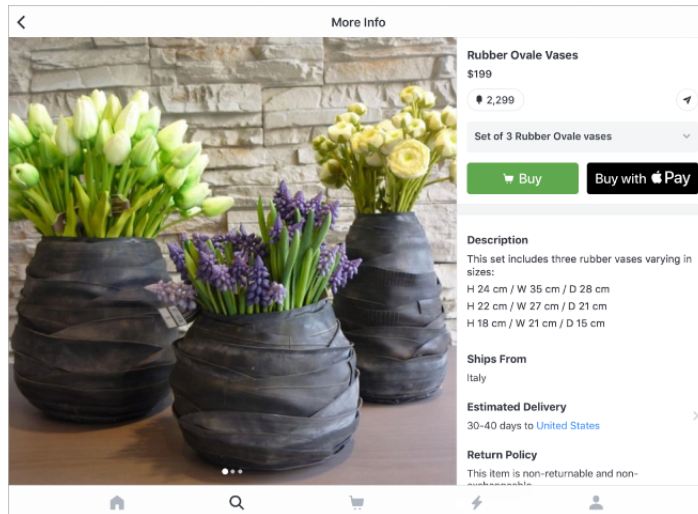 More Info
Rubber Ovale Vases
$199
2,299
Set of 3 Rubber Ovale vases
Buy
Buy with Pay
Description
This set includes three rubber vases varying in
sizes:
H 24 cm / W 35 cm / D 28 cm
H 22 cm / W 27 cm / D 21 cm
H 18 cm / W 21 cm / D 15 cm
Ships From
Italy
Estimated Delivery
30-40 days to United States
Return Policy
This item is non-returnable and non-
exchangeable